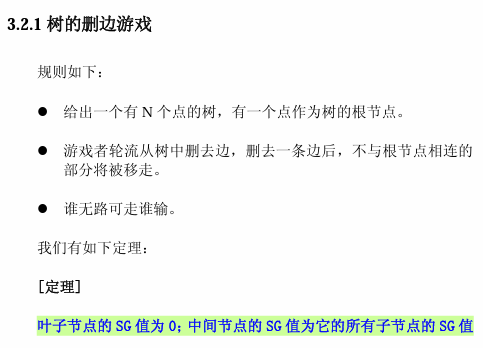 3.2.1 树的删边游戏
规则如下：
● 给出一个有 N 个点的树，有一个点作为树的根节点。
● 游戏者轮流从树中删去边，删去一条边后，不与根节点相连的
部分将被移走。
● 谁无路可走谁输。
我们有如下定理：
[定理]
叶子节点的 SG 值为 0；中间节点的 SG 值为它的所有子节点的 SG 值